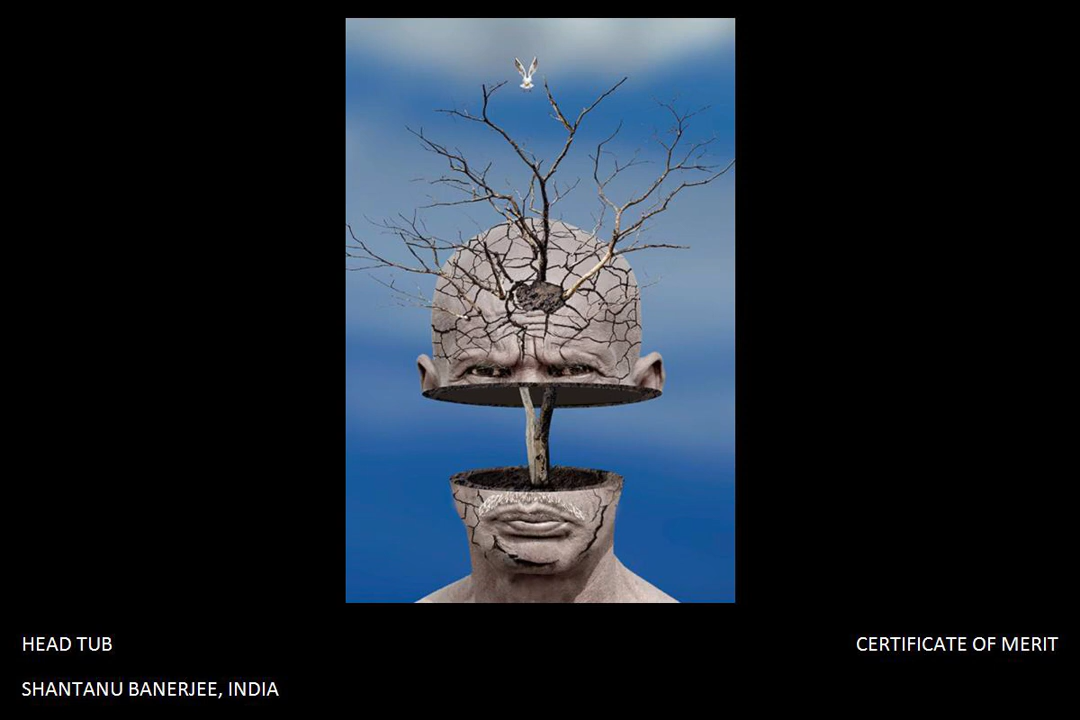 HEAD TUB
CERTIFICATE OF MERIT
SHANTANU BANERJEE, INDIA